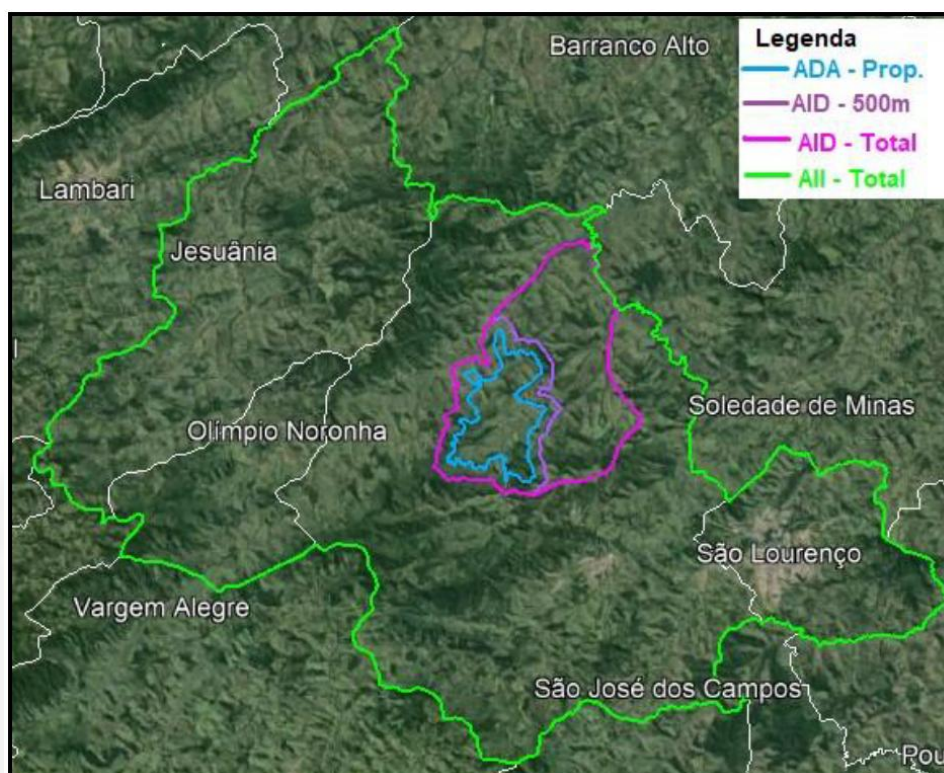 Barranco Alto
Legenda
ADA - Prop.
AID - 500m
AID - Total
AII - Total
Lambari
Jesuânia
Olímpio Noronha
Soledade de Minas
São Lourenço
Vargem Alegre
São José dos Campos
Pou